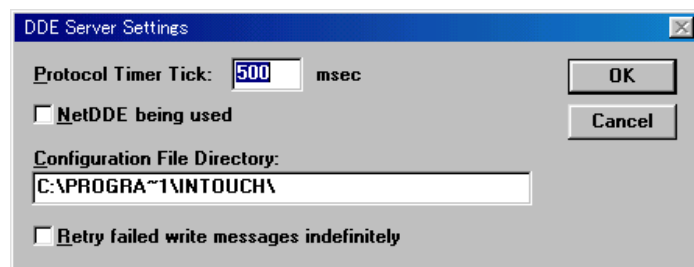 DDE Server Settings
Protocol Timer Tick: 500 msec
OK
NetDDE being used
Cancel
Configuration File Directory:
C:\PROGRA~1\INTOUCH\
Retry failed write messages indefinitely